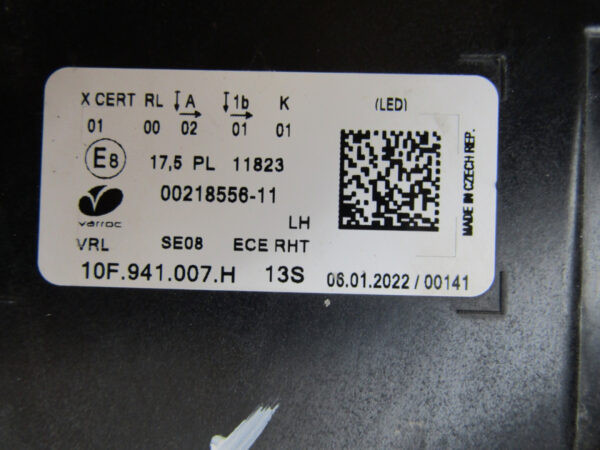 X CERT RL A 1b K (LED)
01 00 02 01 01
E8 17,5 PL 11823
00218556-11
varroc
LH
VRL SE08 ECE RHT
10F.941.007.H 13S 06.01.2022 / 00141
MADE IN CZECH REP.